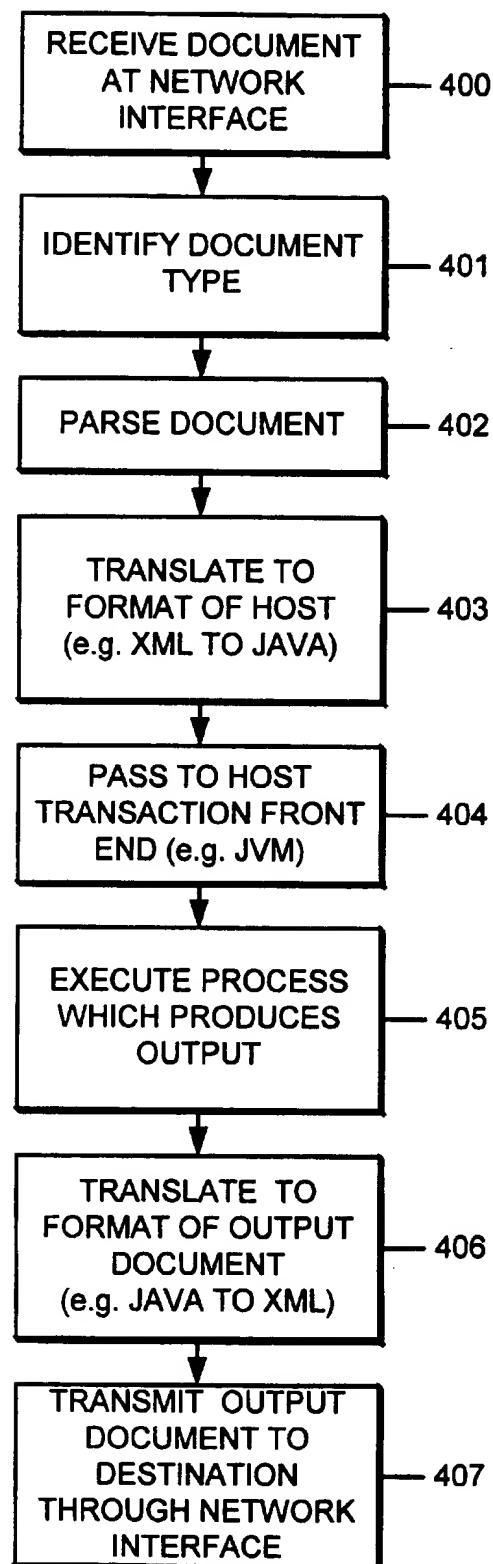 RECEIVE DOCUMENT
AT NETWORK
INTERFACE
400
IDENTIFY DOCUMENT
TYPE
401
PARSE DOCUMENT
402
TRANSLATE TO
FORMAT OF HOST
(e.g. XML TO JAVA)
403
PASS TO HOST
TRANSACTION FRONT
END (e.g. JVM)
404
EXECUTE PROCESS
WHICH PRODUCES
OUTPUT
405
TRANSLATE TO
FORMAT OF OUTPUT
DOCUMENT
(e.g. JAVA TO XML)
406
TRANSMIT OUTPUT
DOCUMENT TO
DESTINATION
THROUGH NETWORK
INTERFACE
407